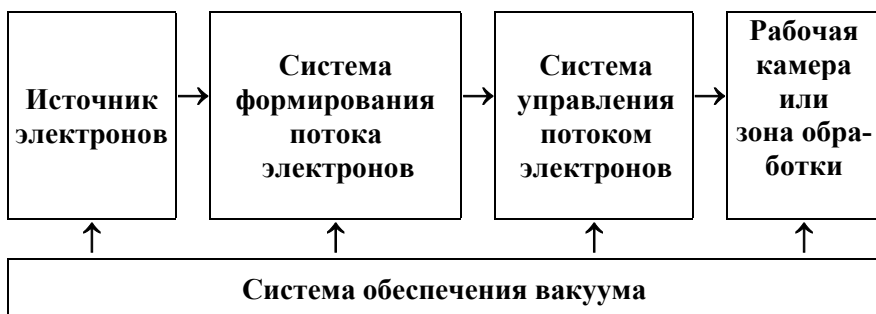 Источник
электронов
Система
формирования
потока
электронов
Система
управления
потоком
электронов
Рабочая
камера
или
зона обра-
ботки
Система обеспечения вакуума